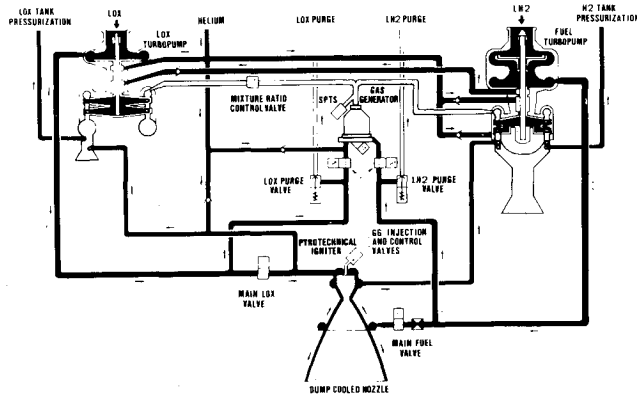 LOX TANK
PRESSURIZATION
LOX
LOX
TURBOPUMP
HELIUM
LOX PURGE
LH2 PURGE
LH2
FUEL
TURBOPUMP
H2 TANK
PRESSURIZATION
MIXTURE RATIO
CONTROL VALVE
SPTS
GAS
GENERATOR
LOX PURGE
VALVE
LH2 PURGE
VALVE
PYROTECHNICAL
IGNITER
GG INJECTION
AND CONTROL
VALVES
MAIN LOX
VALVE
MAIN FUEL
VALVE
DUMP COOLED NOZZLE